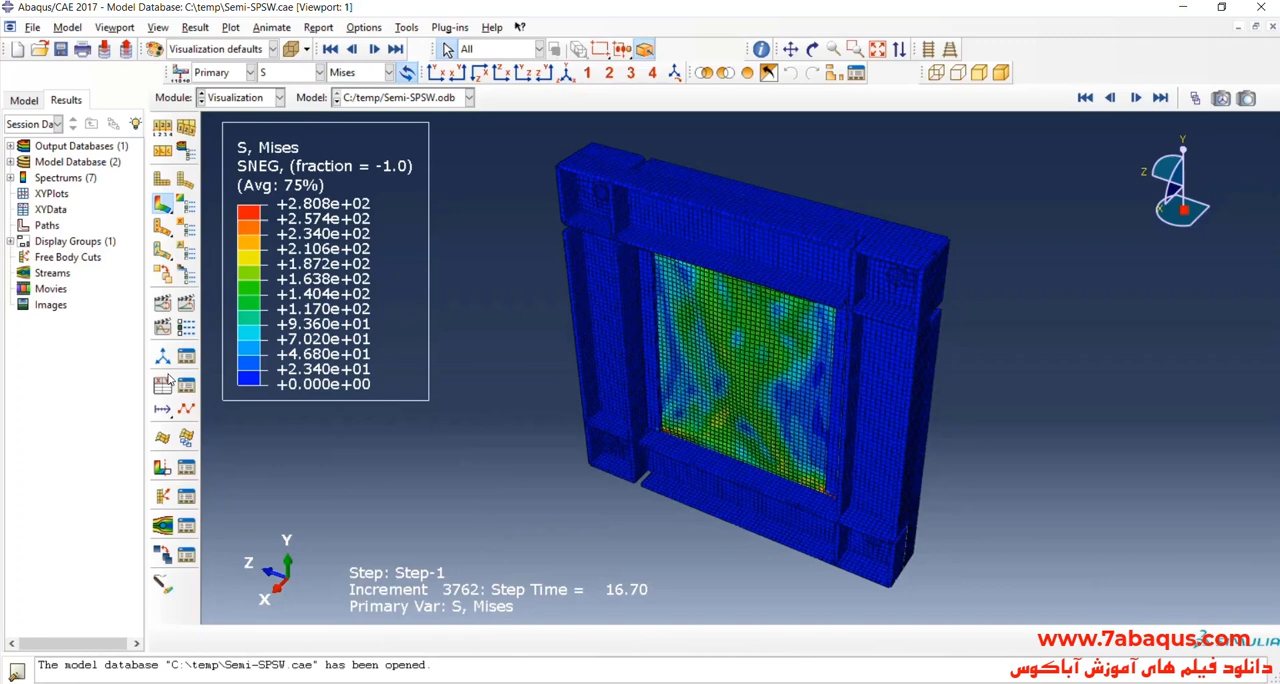 Abaqus/CAE 2017 - Model Database: C:\temp\Semi-SPSW.cae [Viewport: 1]
File Model Viewport View Result Plot Animate Report Options Tools Plug-ins Help
Visualization defaults All
Primary S Mises 1 2 3 4
Model Results Module: Visualization Model: C:/temp/Semi-SPSW.odb
Session Da
Output Databases (1)
Model Database (2)
Spectrums (7)
XYPlots
XYData
Paths
Display Groups (1)
Free Body Cuts
Streams
Movies
Images
S, Mises
SNEG, (fraction = -1.0)
(Avg: 75%)
+2.808e+02
+2.574e+02
+2.340e+02
+2.106e+02
+1.872e+02
+1.638e+02
+1.404e+02
+1.170e+02
+9.360e+01
+7.020e+01
+4.680e+01
+2.340e+01
+0.000e+00
Y
Z
X
Y
Z
X
Step: Step-1
Increment 3762: Step Time = 16.70
Primary Var: S, Mises
www.7abaqus.com
دانلود فیلم های آموزش آباکوس
The model database "C:\temp\Semi-SPSW.cae" has been opened.